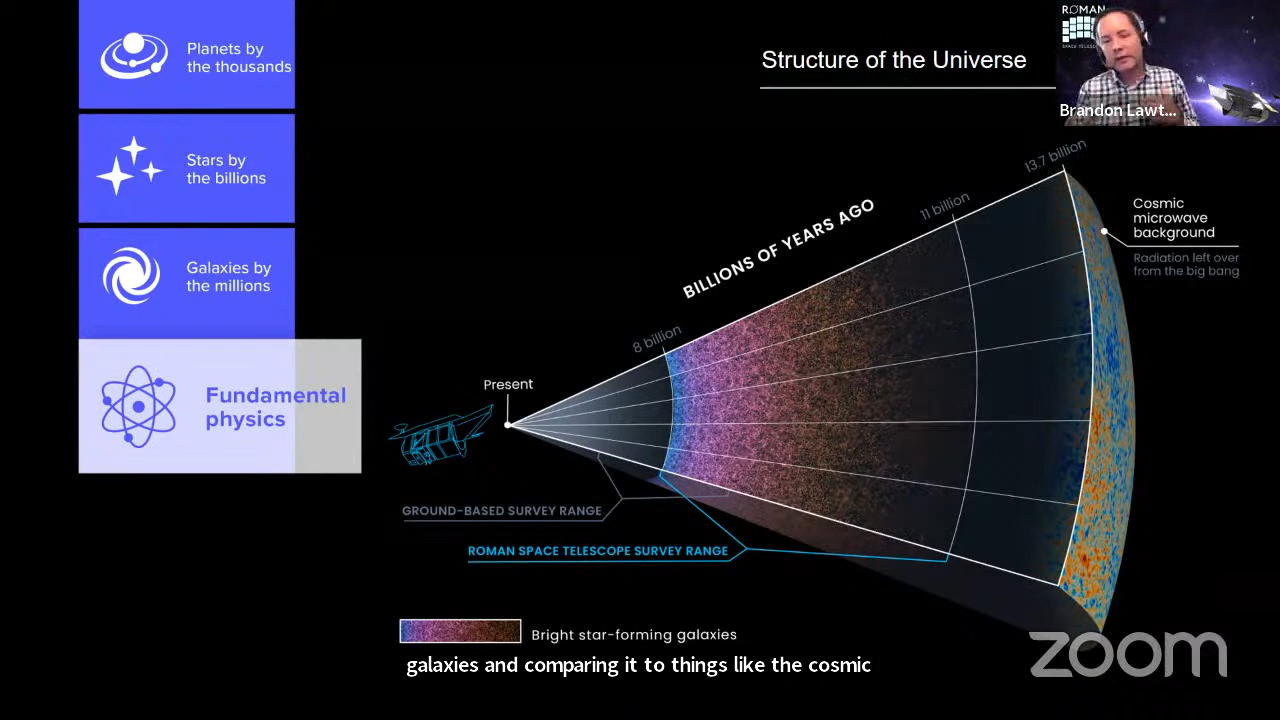 Planets by
the thousands
Stars by
the billions
Galaxies by
the millions
Fundamental
physics
Structure of the Universe
ROMAN
SPACE TELESCOPE
Brandon Lawt...
13.7 billion
11 billion
BILLIONS OF YEARS AGO
8 billion
Present
Cosmic
microwave
background
Radiation left over
from the big bang
GROUND-BASED SURVEY RANGE
ROMAN SPACE TELESCOPE SURVEY RANGE
Bright star-forming galaxies
galaxies and comparing it to things like the cosmic
zoom